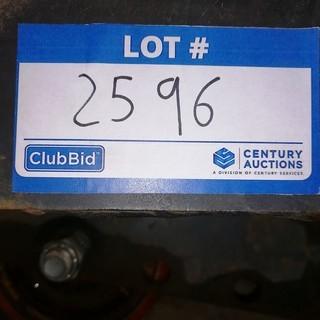 LOT #
2596
ClubBid
CENTURY
AUCTIONS
A DIVISION OF CENTURY SERVICES